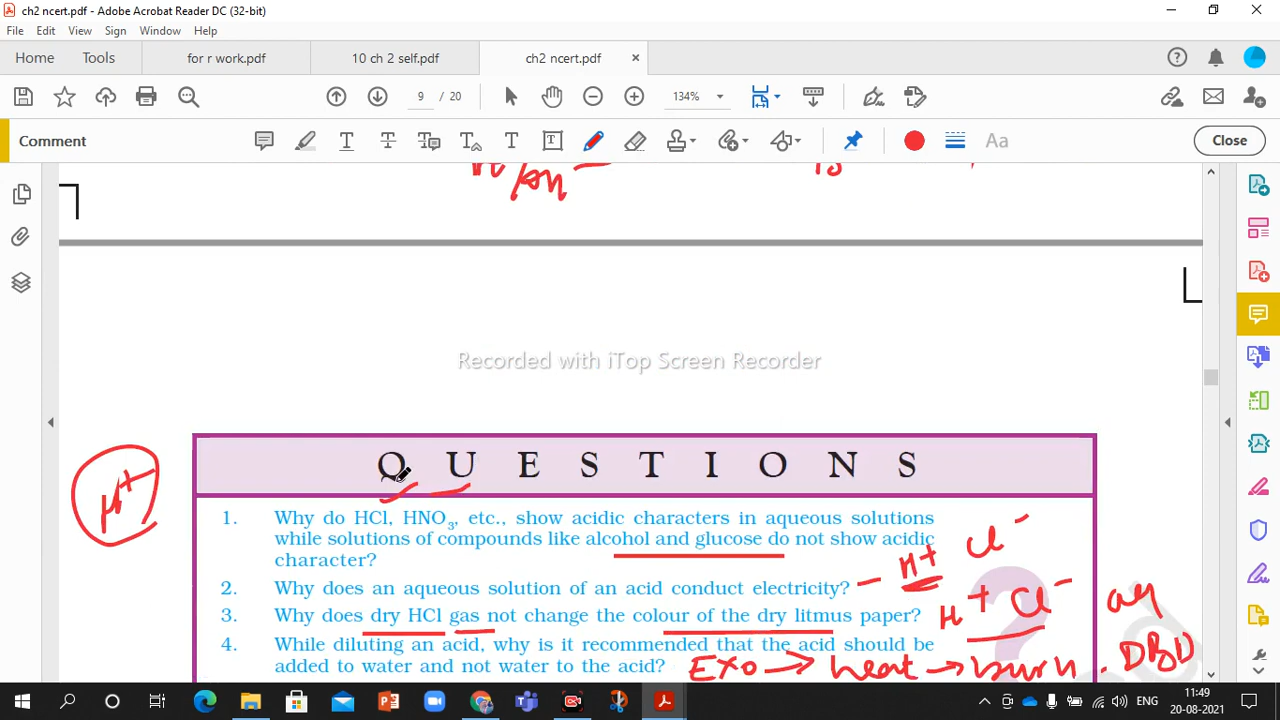 ch2 ncert.pdf - Adobe Acrobat Reader DC (32-bit)
File Edit View Sign Window Help
Home Tools for r work.pdf 10 ch 2 self.pdf ch2 ncert.pdf ×
9 / 20 134%
Comment Aa Close
Recorded with iTop Screen Recorder
QUESTIONS
H+
1. Why do HCl, HNO3, etc., show acidic characters in aqueous solutions
while solutions of compounds like alcohol and glucose do not show acidic
character?
H+ Cl-
2. Why does an aqueous solution of an acid conduct electricity?
H+ Cl-
3. Why does dry HCl gas not change the colour of the dry litmus paper?
4. While diluting an acid, why is it recommended that the acid should be
added to water and not water to the acid?
Exo → heat → burn.
ENG 11:49
20-08-2021